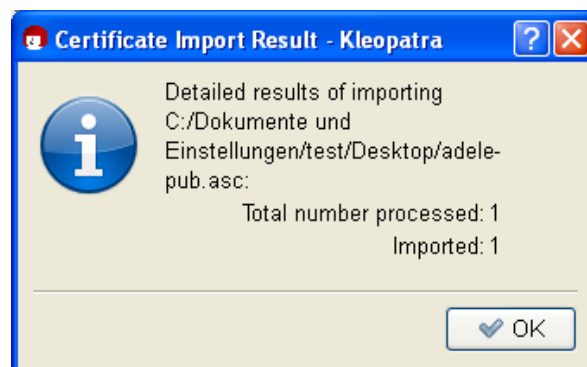 Certificate Import Result - Kleopatra
Detailed results of importing
C:/Dokumente und
Einstellungen/test/Desktop/adele-
pub.asc:
Total number processed: 1
Imported: 1
OK